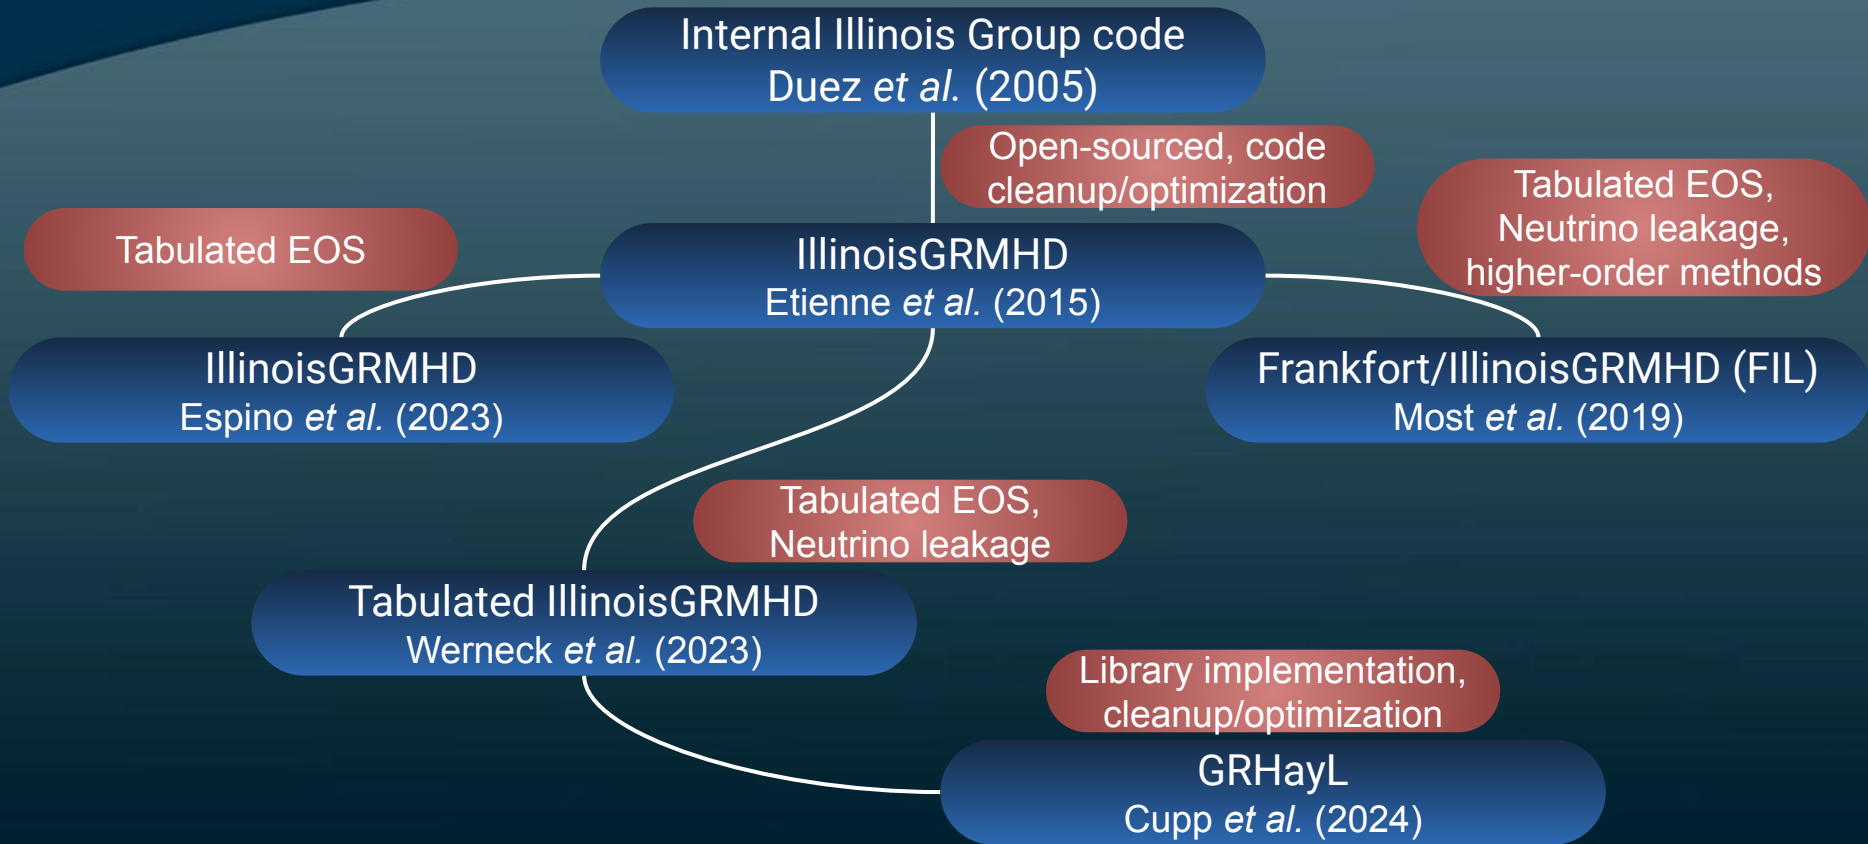 Internal Illinois Group code
Duez et al. (2005)
Open-sourced, code
cleanup/optimization
Tabulated EOS,
Neutrino leakage,
higher-order methods
Tabulated EOS
IllinoisGRMHD
Etienne et al. (2015)
IllinoisGRMHD
Espino et al. (2023)
Frankfort/IllinoisGRMHD (FIL)
Most et al. (2019)
Tabulated EOS,
Neutrino leakage
Tabulated IllinoisGRMHD
Werneck et al. (2023)
Library implementation,
cleanup/optimization
GRHayL
Cupp et al. (2024)